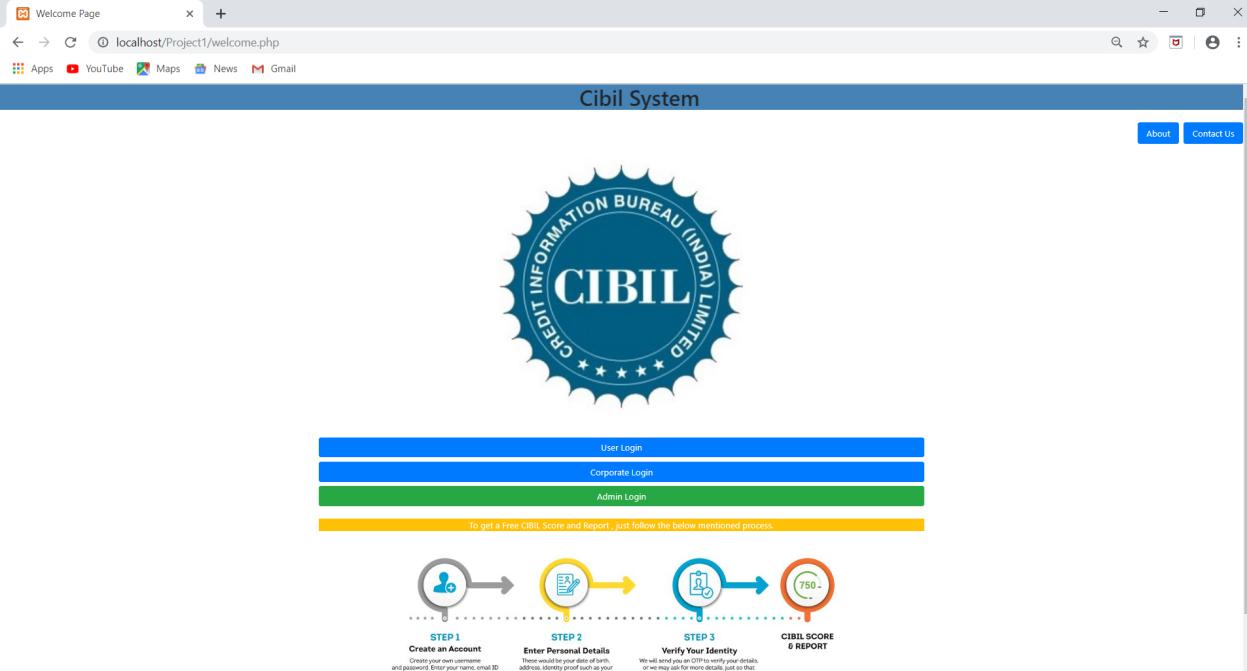 Welcome Page
localhost/Project1/welcome.php
Apps YouTube Maps News Gmail
Cibil System
About Contact Us
CREDIT INFORMATION BUREAU (INDIA) LIMITED
CIBIL
User Login
Corporate Login
Admin Login
To get a Free CIBIL Score and Report , just follow the below mentioned process.
750
STEP 1
Create an Account
Create your own username
and password. Enter your name, email ID
STEP 2
Enter Personal Details
These would be your date of birth,
address, identity proof such as your
STEP 3
Verify Your Identity
We will send you an OTP to verify your details,
or we may ask for more details, just so that
CIBIL SCORE
& REPORT